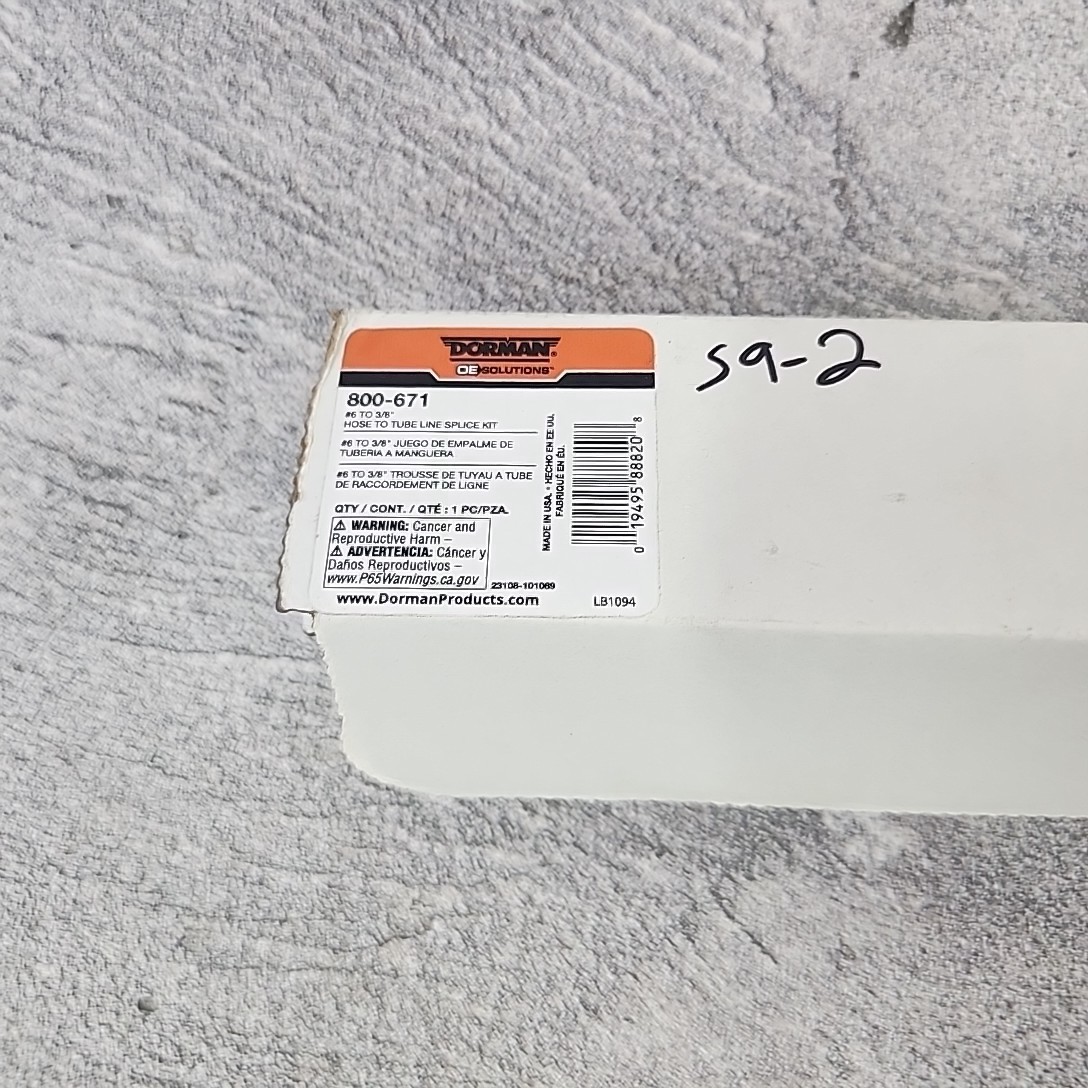 DORMAN®
OE SOLUTIONS™
800-671
#6 TO 3/8"
HOSE TO TUBE LINE SPLICE KIT
#6 TO 3/8" JUEGO DE EMPALME DE
TUBERIA A MANGUERA
#6 TO 3/8" TROUSSE DE TUYAU A TUBE
DE RACCORDEMENT DE LIGNE
QTY / CONT. / QTÉ : 1 PC/PZA.
⚠ WARNING: Cancer and
Reproductive Harm –
⚠ ADVERTENCIA: Cáncer y
Daños Reproductivos –
www.P65Warnings.ca.gov
23108-101069
www.DormanProducts.com
LB1094
MADE IN USA. • HECHO EN EE UU.
FABRIQUÉ EN ÉU.
0 19495 88820 8
S9-2